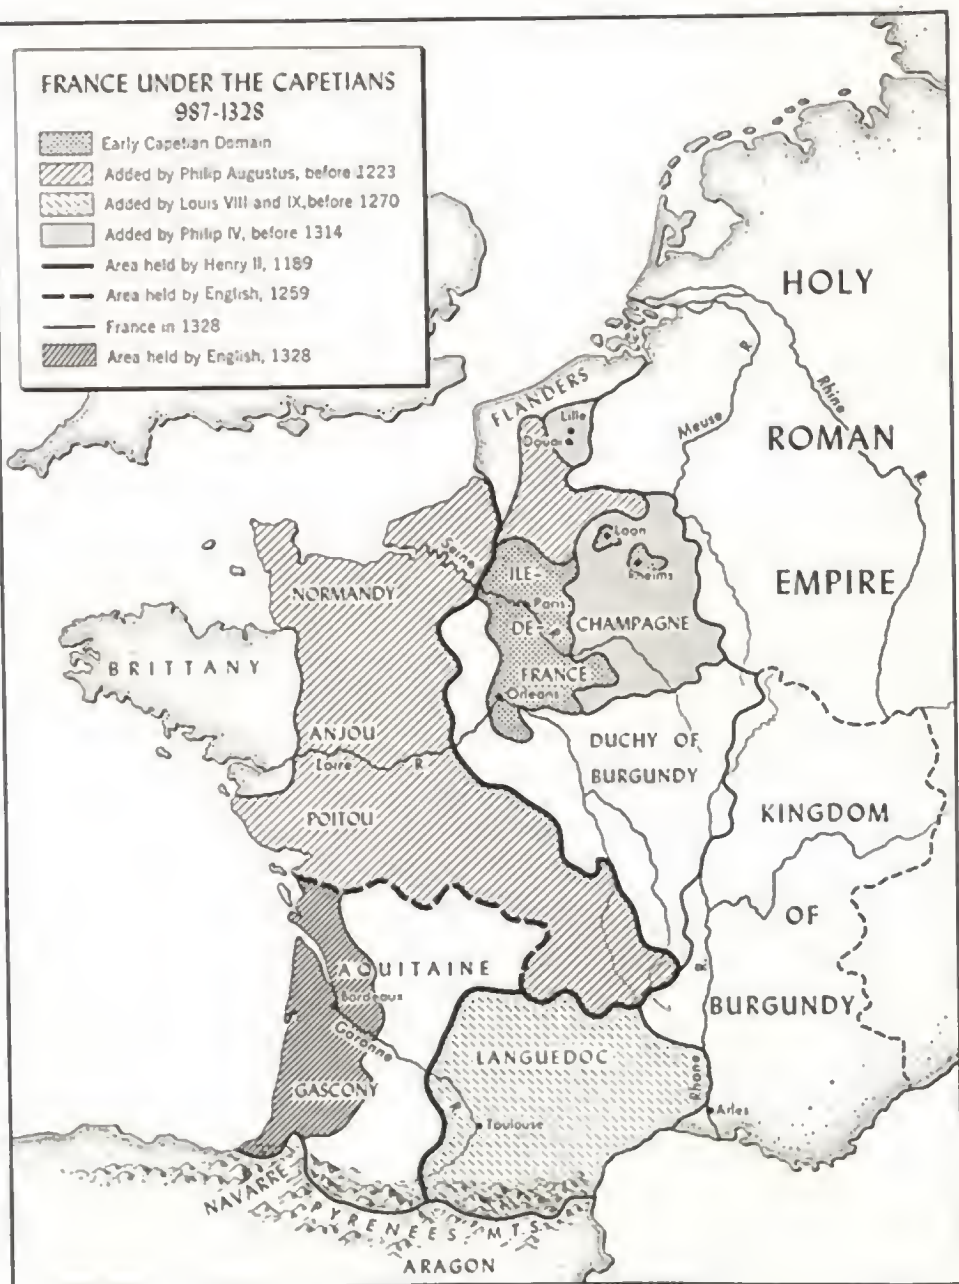 FRANCE UNDER THE CAPETIANS
987-1328
Early Capetian Domain
Added by Philip Augustus, before 1223
Added by Louis VIII and IX, before 1270
Added by Philip IV, before 1314
Area held by Henry II, 1189
Area held by English, 1259
France in 1328
Area held by English, 1328
HOLY
ROMAN
EMPIRE
Rhine
R.
Meuse
R.
FLANDERS
Lille
Douai
Laon
Rheims
Seine
NORMANDY
ILE-
Paris
DE-
FRANCE
CHAMPAGNE
Orleans
BRITTANY
ANJOU
Loire
R.
POITOU
DUCHY OF
BURGUNDY
KINGDOM
OF
BURGUNDY
AQUITAINE
Bordeaux
Garonne
R.
GASCONY
LANGUEDOC
Toulouse
Rhone
R.
Arles
NAVARRE
PYRENEES MTS.
ARAGON